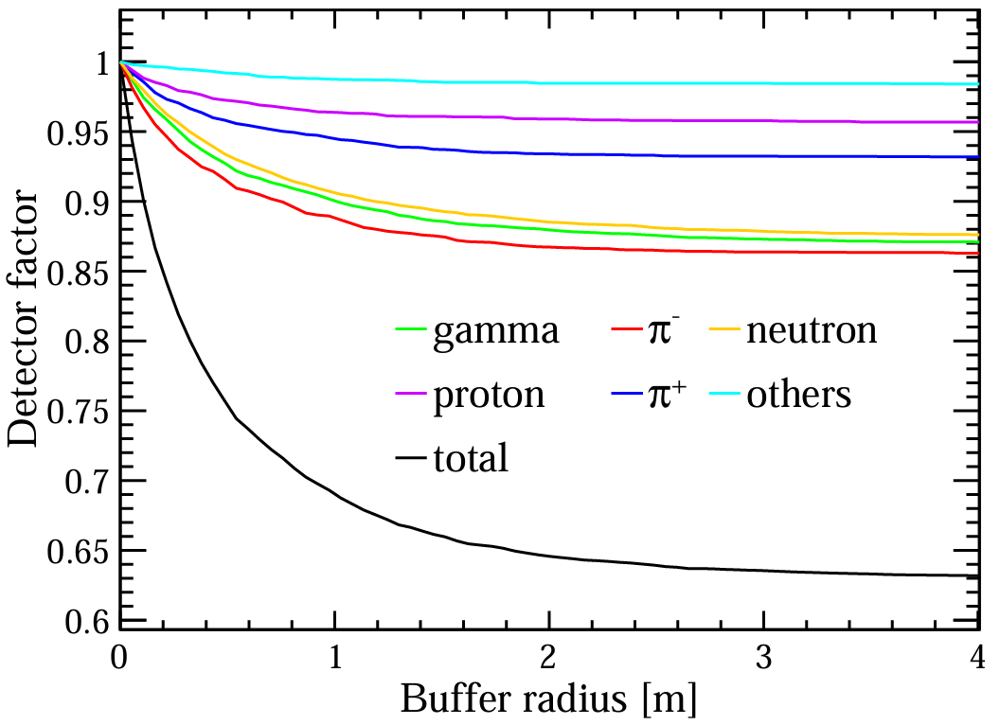 Detector factor
1
0.95
0.9
0.85
0.8
0.75
0.7
0.65
0.6
gamma π⁻ neutron
proton π⁺ others
total
0 1 2 3 4
Buffer radius [m]